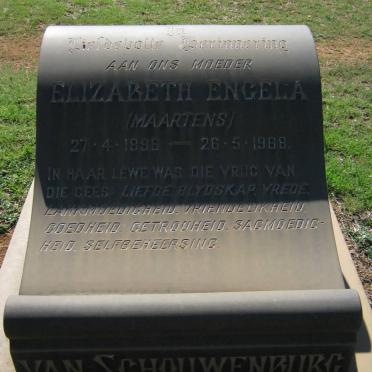 In
Liefdevolle Herinnering
AAN ONS MOEDER
ELIZABETH ENGELA
(MAARTENS)
27·4·1896 — 26·5·1988.
IN HAAR LEWE WAS DIE VRUG VAN
DIE GEES: LIEFDE, BLYDSKAP, VREDE,
LANKMOEDIGHEID, VRIENDELIKHEID
GOEDHEID, GETROUHEID, SAGMOEDIG-
HEID, SELFBEHEERSING.
VAN SCHOUWENBURG